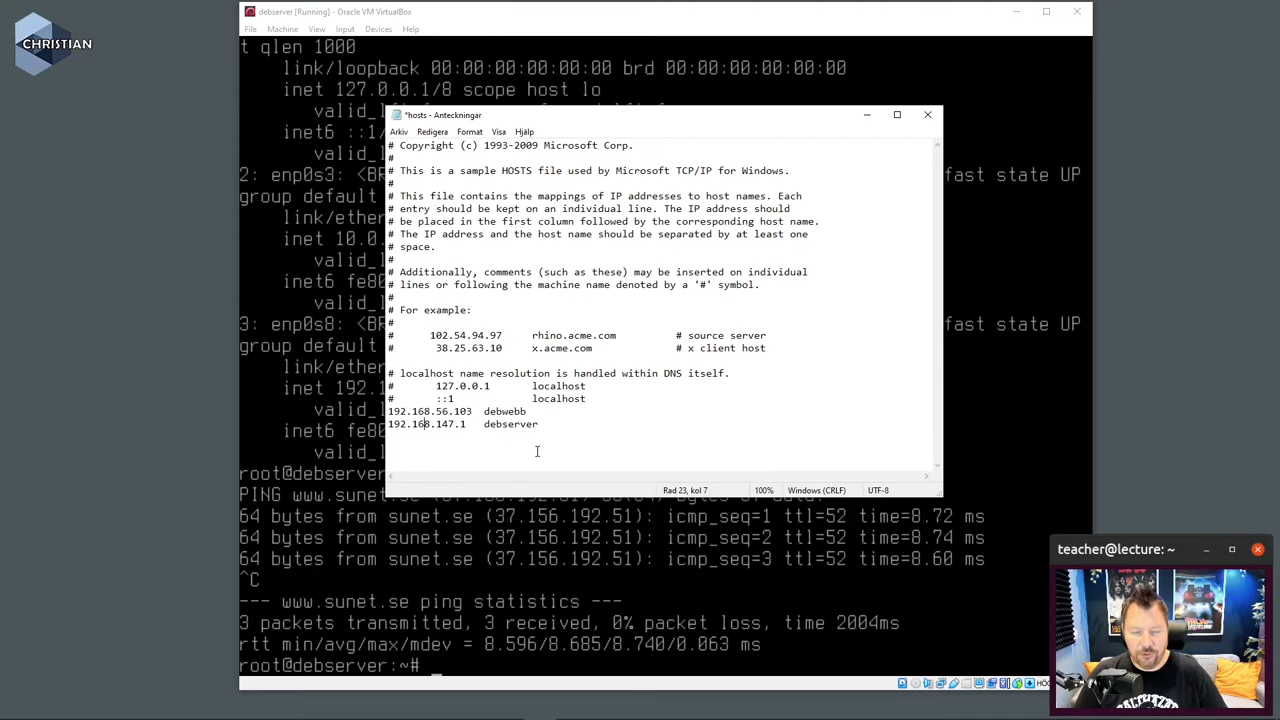 CHRISTIAN
debserver [Running] - Oracle VM VirtualBox
File Machine View Input Devices Help
t qlen 1000
link/loopback 00:00:00:00:00:00 brd 00:00:00:00:00:00
inet 127.0.0.1/8 scope host lo
valid_l
inet6 ::1/
valid_l
2: enp0s3: <BR
fast state UP
group default
link/ether
inet 10.0.
valid_l
inet6 fe80
valid_l
3: enp0s8: <BR
fast state UP
group default
link/ether
inet 192.1
valid_l
inet6 fe80
valid_l
root@debserver
*hosts - Anteckningar
Arkiv Redigera Format Visa Hjälp
# Copyright (c) 1993-2009 Microsoft Corp.
#
# This is a sample HOSTS file used by Microsoft TCP/IP for Windows.
#
# This file contains the mappings of IP addresses to host names. Each
# entry should be kept on an individual line. The IP address should
# be placed in the first column followed by the corresponding host name.
# The IP address and the host name should be separated by at least one
# space.
#
# Additionally, comments (such as these) may be inserted on individual
# lines or following the machine name denoted by a '#' symbol.
#
# For example:
#
# 102.54.94.97 rhino.acme.com # source server
# 38.25.63.10 x.acme.com # x client host
# localhost name resolution is handled within DNS itself.
# 127.0.0.1 localhost
# ::1 localhost
192.168.56.103 debwebb
192.168.147.1 debserver
Rad 23, kol 7 100% Windows (CRLF) UTF-8
PING www.sunet.se
64 bytes from sunet.se (37.156.192.51): icmp_seq=1 ttl=52 time=8.72 ms
64 bytes from sunet.se (37.156.192.51): icmp_seq=2 ttl=52 time=8.74 ms
64 bytes from sunet.se (37.156.192.51): icmp_seq=3 ttl=52 time=8.60 ms
^C
--- www.sunet.se ping statistics ---
3 packets transmitted, 3 received, 0% packet loss, time 2004ms
rtt min/avg/max/mdev = 8.596/8.685/8.740/0.063 ms
root@debserver:~#
teacher@lecture: ~